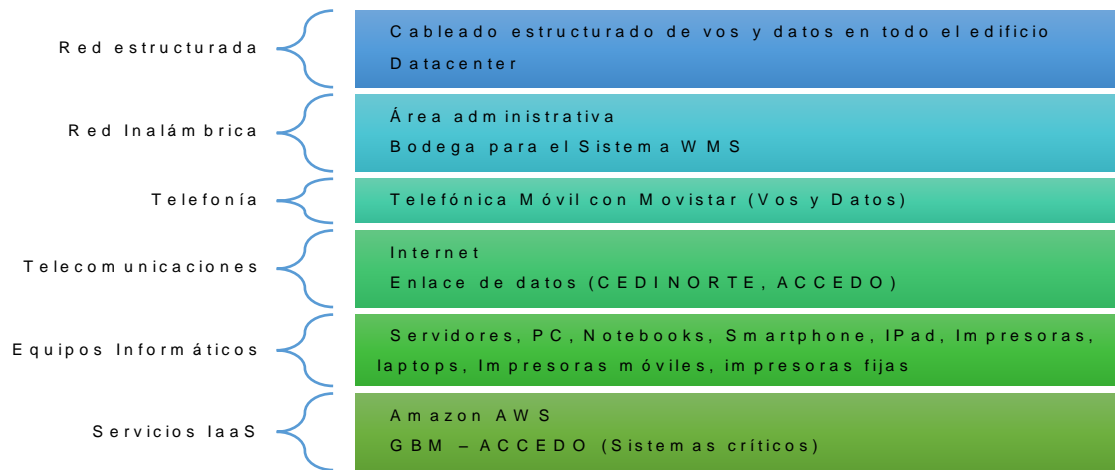 Red estructurada
Cableado estructurado de vos y datos en todo el edificio
Datacenter
Red Inalámbrica
Área administrativa
Bodega para el Sistema WMS
Telefonía
Telefónica Móvil con Movistar (Vos y Datos)
Telecomunicaciones
Internet
Enlace de datos (CEDINORTE, ACCEDO)
Equipos Informáticos
Servidores, PC, Notebooks, Smartphone, IPad, Impresoras,
laptops, Impresoras móviles, impresoras fijas
Servicios IaaS
Amazon AWS
GBM – ACCEDO (Sistemas críticos)